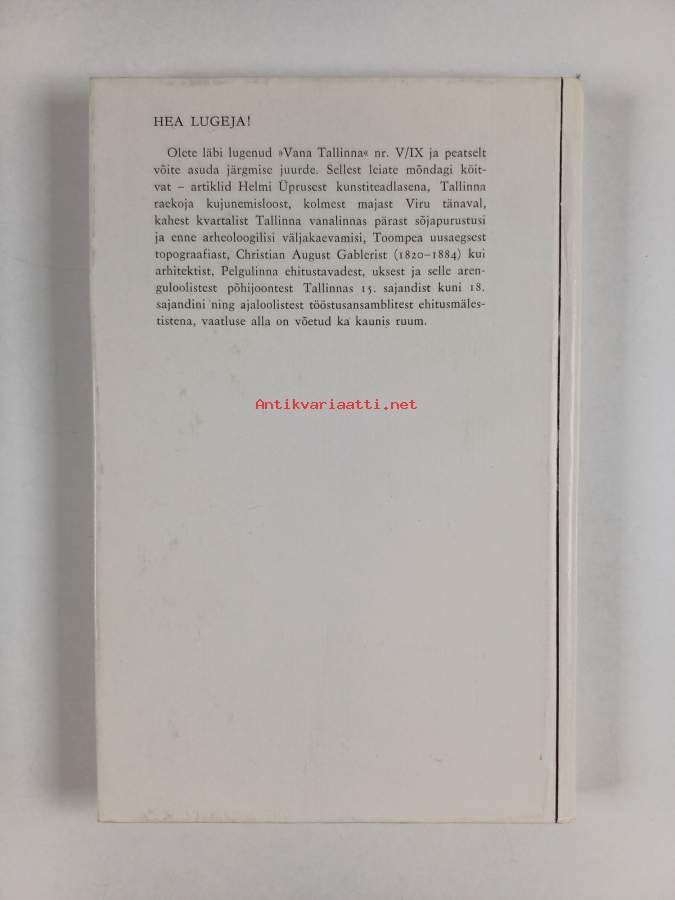 HEA LUGEJA!
Olete läbi lugenud »Vana Tallinna« nr. V/IX ja peatselt
võite asuda järgmise juurde. Sellest leiate mõndagi köit-
vat – artiklid Helmi Üprusest kunstiteadlasena, Tallinna
raekoja kujunemisloost, kolmest majast Viru tänaval,
kahest kvartalist Tallinna vanalinnas pärast sõjapurustusi
ja enne arheoloogilisi väljakaevamisi, Toompea uusaegsest
topograafiast, Christian August Gablerist (1820–1884) kui
arhitektist, Pelgulinna ehitustavadest, uksest ja selle aren-
guloolistest põhijoontest Tallinnas 15. sajandist kuni 18.
sajandini ning ajaloolistest tööstusansamblitest ehitusmäles-
tistena, vaatluse alla on võetud ka kaunis ruum.
Antikvariaatti.net